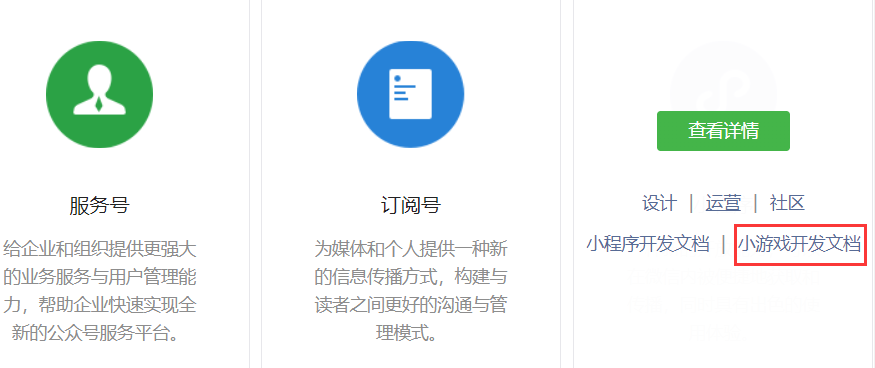 服务号
给企业和组织提供更强大
的业务服务与用户管理能
力，帮助企业快速实现全
新的公众号服务平台。
订阅号
为媒体和个人提供一种新
的信息传播方式，构建与
读者之间更好的沟通与管
理模式。
查看详情
设计 | 运营 | 社区
小程序开发文档 | 小游戏开发文档